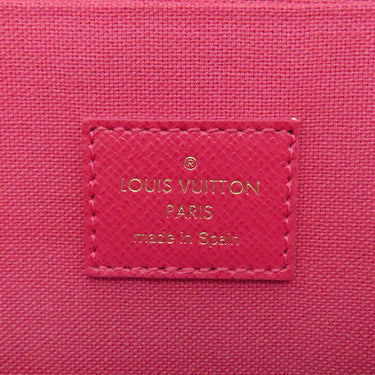 ®
LOUIS VUITTON
PARIS
made in Spain